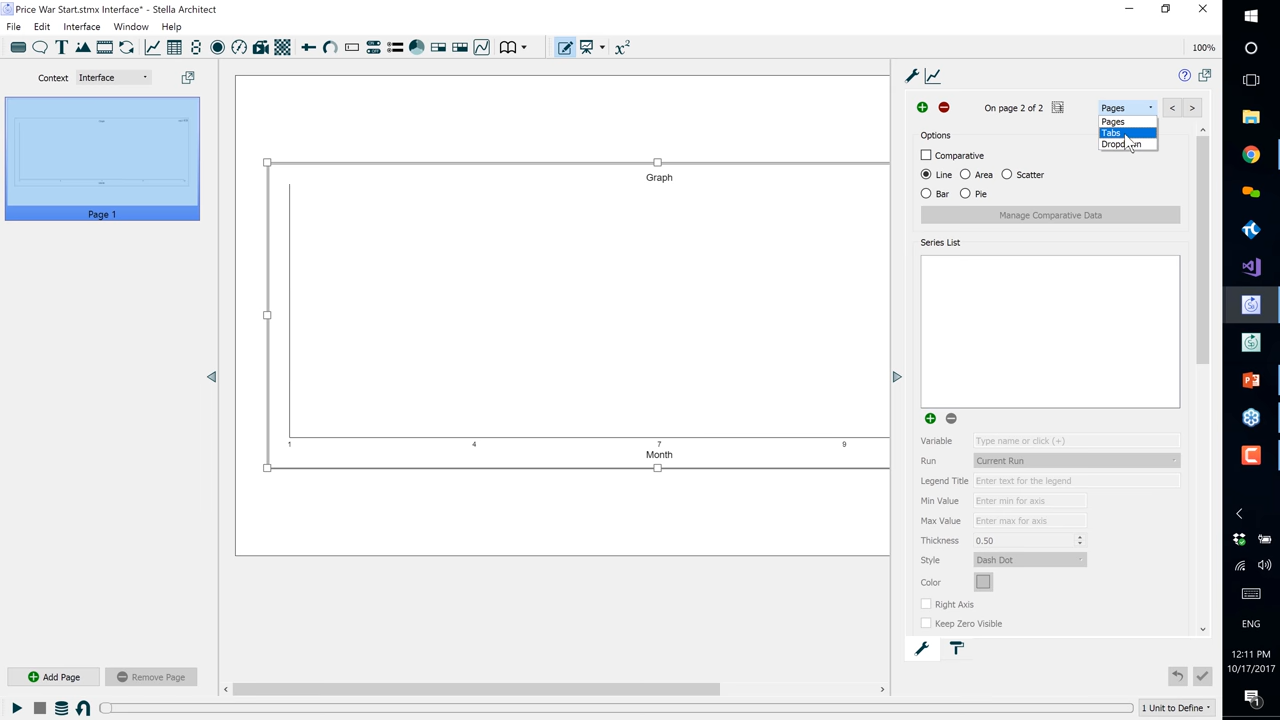 Price War Start.stmx Interface* - Stella Architect
File Edit Interface Window Help
100%
Context Interface
Page 1
Add Page Remove Page
Graph
1 4 7 9
Month
On page 2 of 2 Pages < >
Pages
Tabs
Options
Comparative
Line Area Scatter
Bar Pie
Manage Comparative Data
Series List
Variable Type name or click (+)
Run Current Run
Legend Title Enter text for the legend
Min Value Enter min for axis
Max Value Enter max for axis
Thickness 0.50
Style Dash Dot
Color
Right Axis
Keep Zero Visible
1 Unit to Define
ENG
12:11 PM
10/17/2017
1